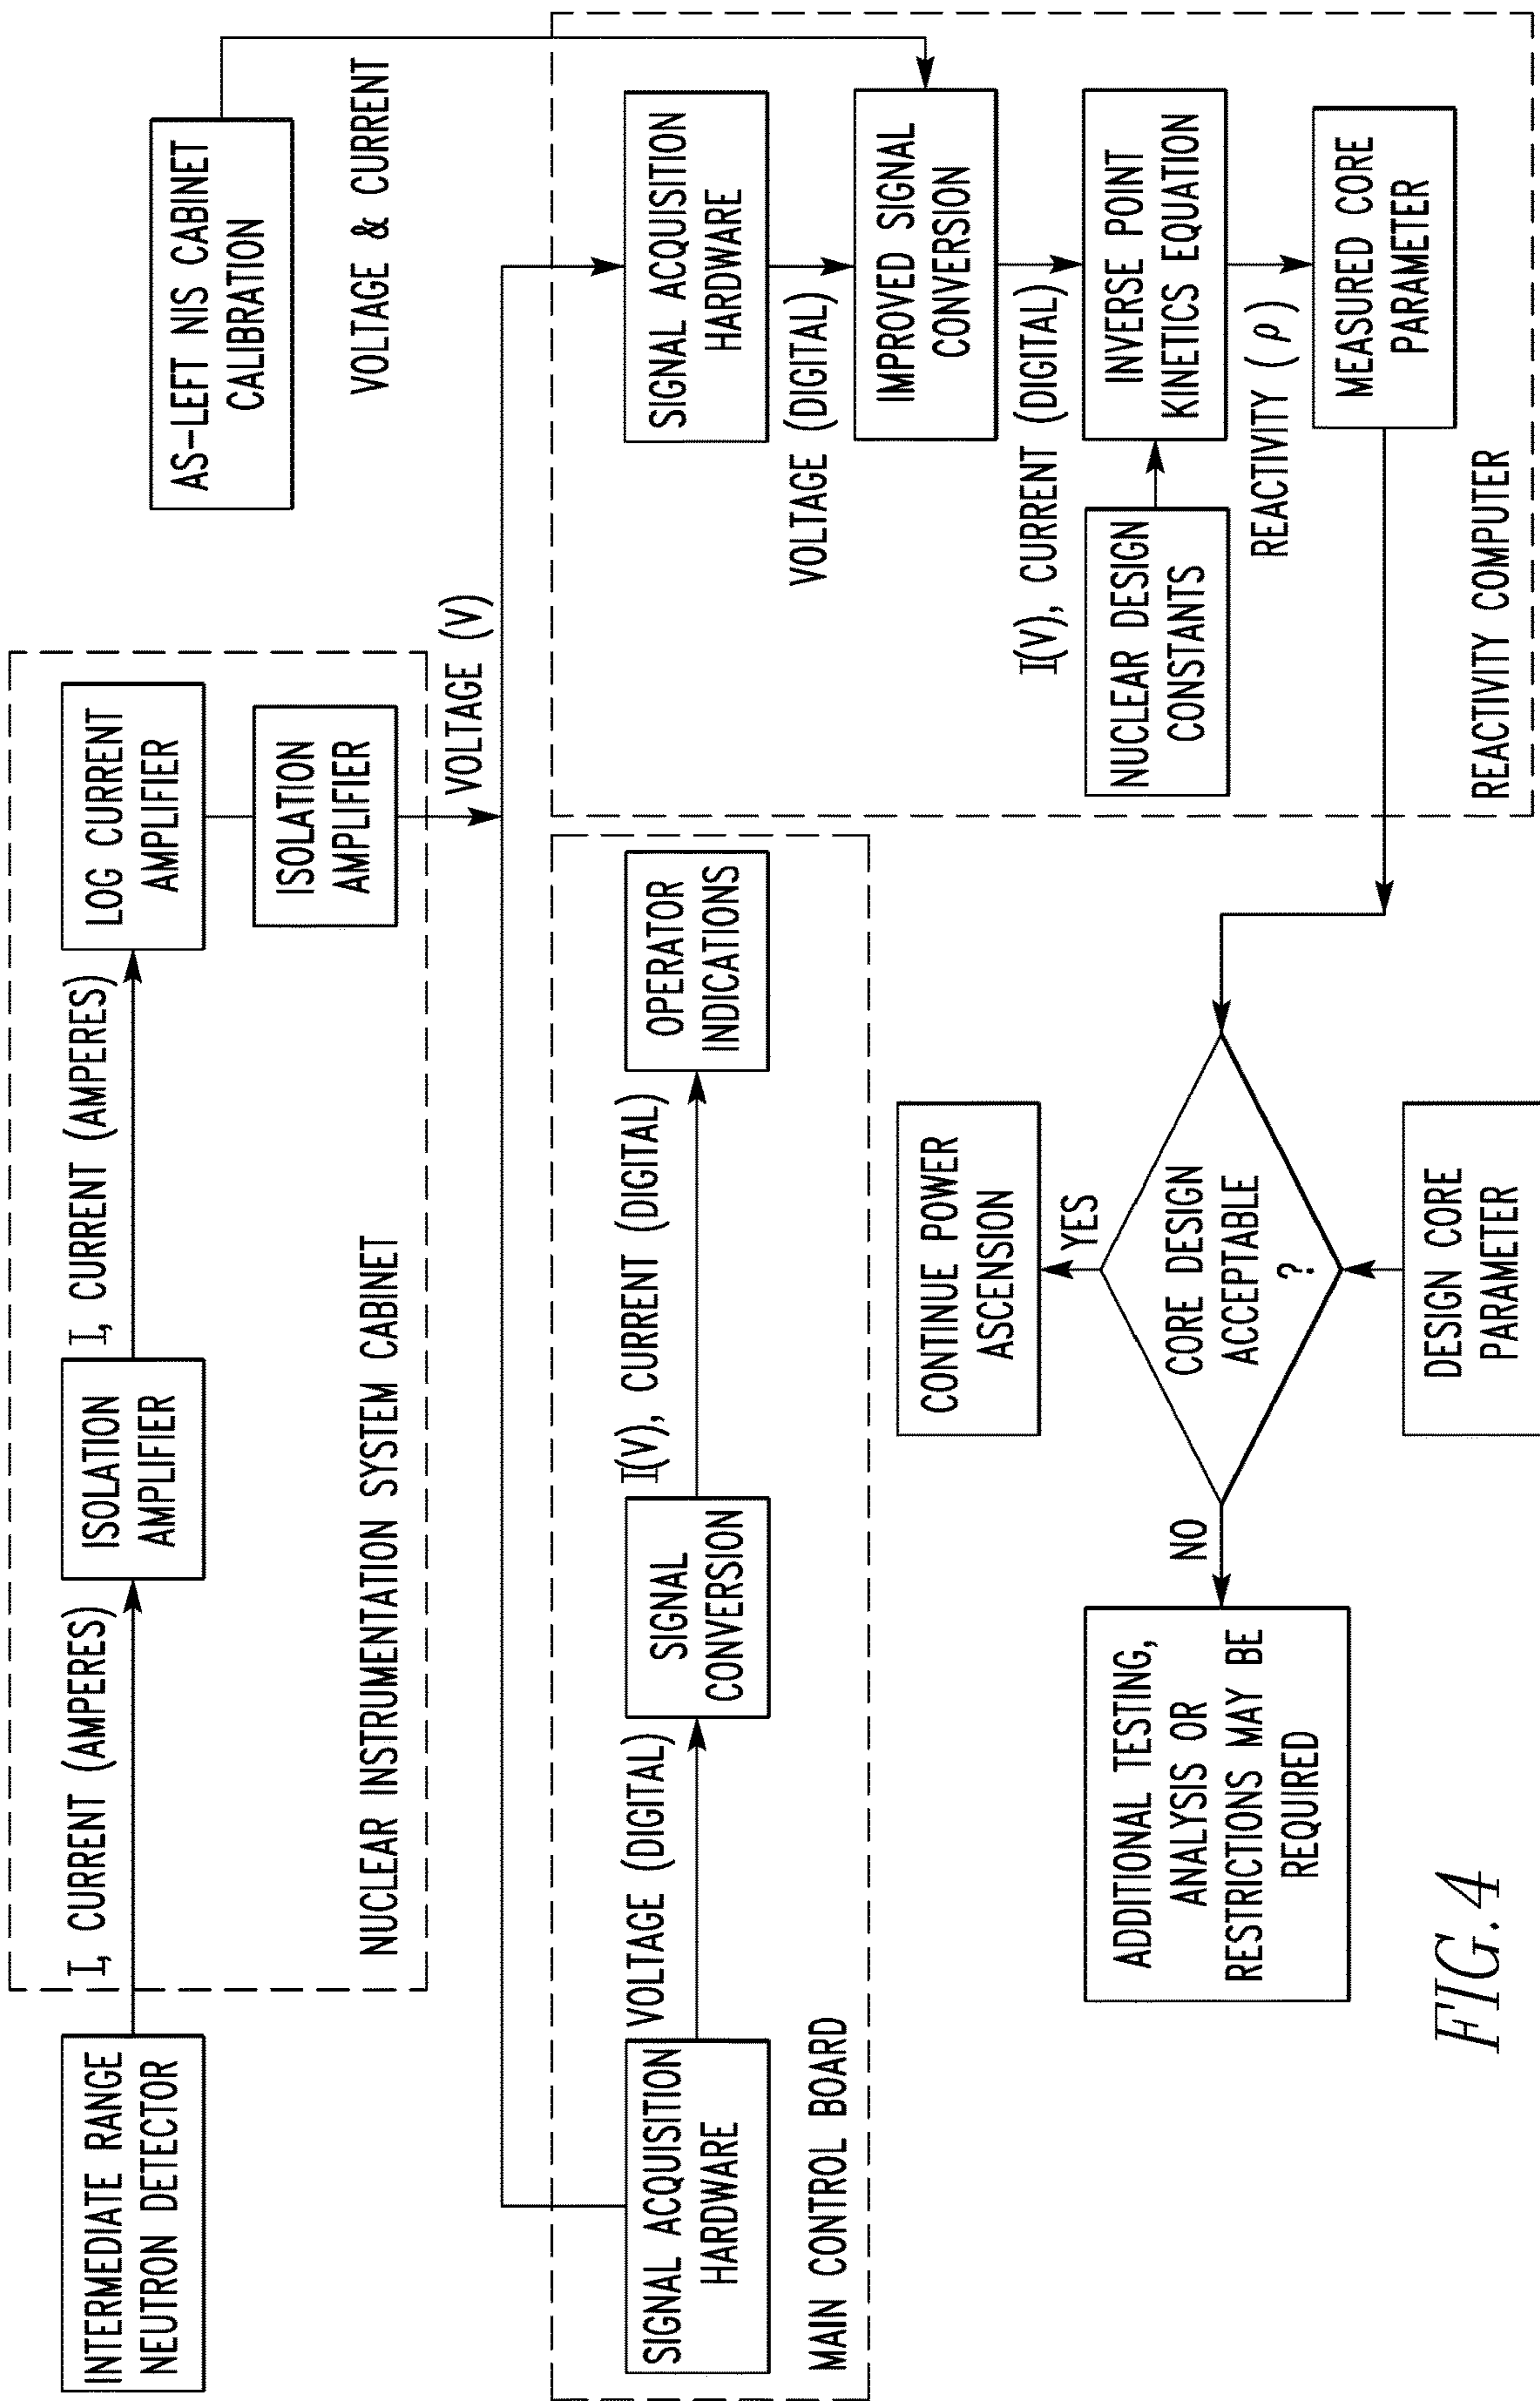 INTERMEDIATE RANGE
NEUTRON DETECTOR
I, CURRENT (AMPERES)
ISOLATION
AMPLIFIER
I, CURRENT (AMPERES)
LOG CURRENT
AMPLIFIER
ISOLATION
AMPLIFIER
NUCLEAR INSTRUMENTATION SYSTEM CABINET
VOLTAGE (V)
AS-LEFT NIS CABINET
CALIBRATION
VOLTAGE & CURRENT
SIGNAL ACQUISITION
HARDWARE
VOLTAGE (DIGITAL)
SIGNAL
CONVERSION
I(V), CURRENT (DIGITAL)
OPERATOR
INDICATIONS
MAIN CONTROL BOARD
SIGNAL ACQUISITION
HARDWARE
VOLTAGE (DIGITAL)
IMPROVED SIGNAL
CONVERSION
I(V), CURRENT (DIGITAL)
NUCLEAR DESIGN
CONSTANTS
INVERSE POINT
KINETICS EQUATION
REACTIVITY (ρ)
MEASURED CORE
PARAMETER
REACTIVITY COMPUTER
CONTINUE POWER
ASCENSION
YES
CORE DESIGN
ACCEPTABLE
?
NO
ADDITIONAL TESTING,
ANALYSIS OR
RESTRICTIONS MAY BE
REQUIRED
DESIGN CORE
PARAMETER
FIG.4